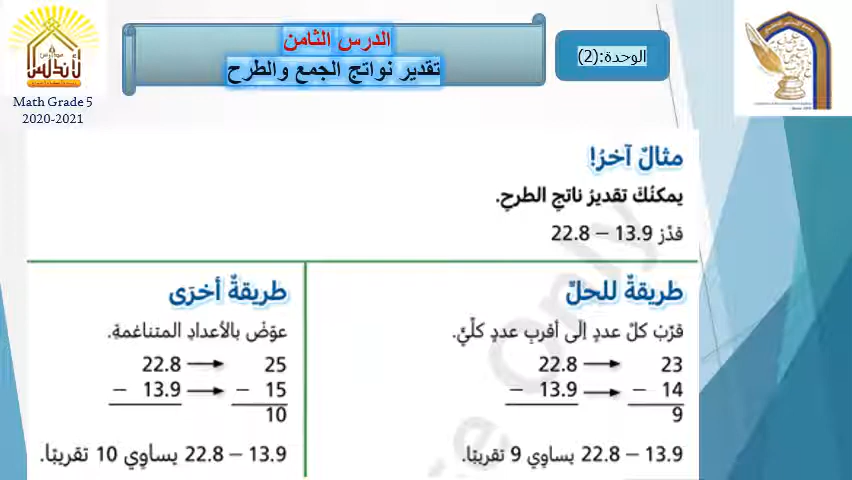 الوحدة:(2)
الدرس الثامن
تقدير نواتج الجمع والطرح
الأندلس
Math Grade 5
2020-2021
مثالٌ آخرُ!
يمكنُكَ تقديرُ ناتجِ الطرحِ.
قدّرْ 13.9 − 22.8
طريقةٌ للحلِّ
قرّبْ كلَّ عددٍ إلَى أقربِ عددٍ كلّيٍّ.
22.8 → 23
− 13.9 → − 14
9
13.9 − 22.8 يساوِي 9 تقريبًا.
طريقةٌ أخرَى
عوّضْ بالأعدادِ المتناغمةِ.
22.8 → 25
− 13.9 → − 15
10
13.9 − 22.8 يساوِي 10 تقريبًا.
Only